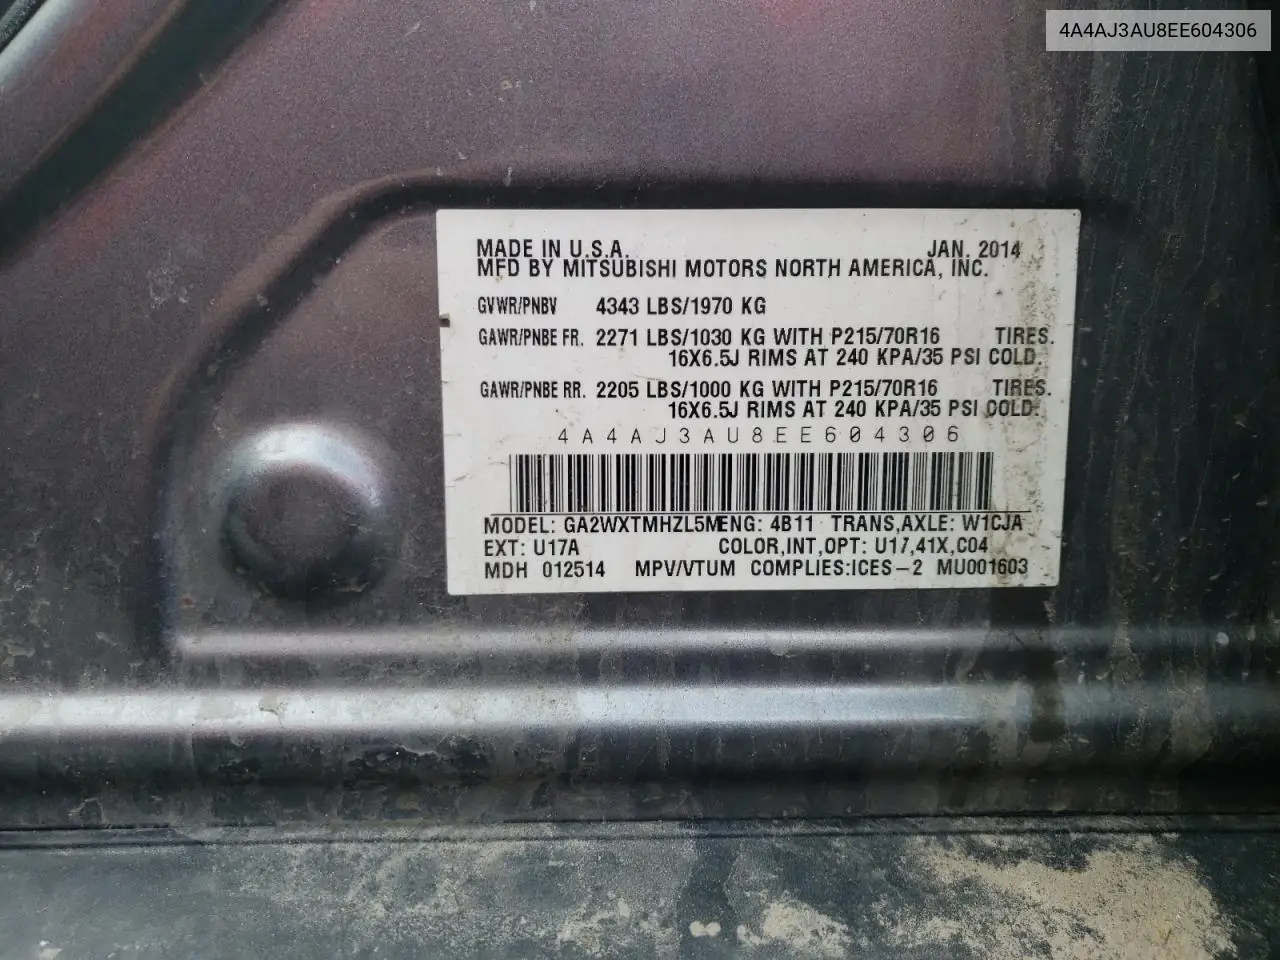 4A4AJ3AU8EE604306
MADE IN U.S.A. JAN. 2014
MFD BY MITSUBISHI MOTORS NORTH AMERICA, INC.
GVWR/PNBV 4343 LBS/1970 KG
GAWR/PNBE FR. 2271 LBS/1030 KG WITH P215/70R16 TIRES.
16X6.5J RIMS AT 240 KPA/35 PSI COLD.
GAWR/PNBE RR. 2205 LBS/1000 KG WITH P215/70R16 TIRES.
16X6.5J RIMS AT 240 KPA/35 PSI COLD.
4A4AJ3AU8EE604306
MODEL: GA2WXTMHZL5M ENG: 4B11 TRANS,AXLE: W1CJA
EXT: U17A COLOR,INT,OPT: U17,41X,C04
MDH 012514 MPV/VTUM COMPLIES:ICES-2 MU001603